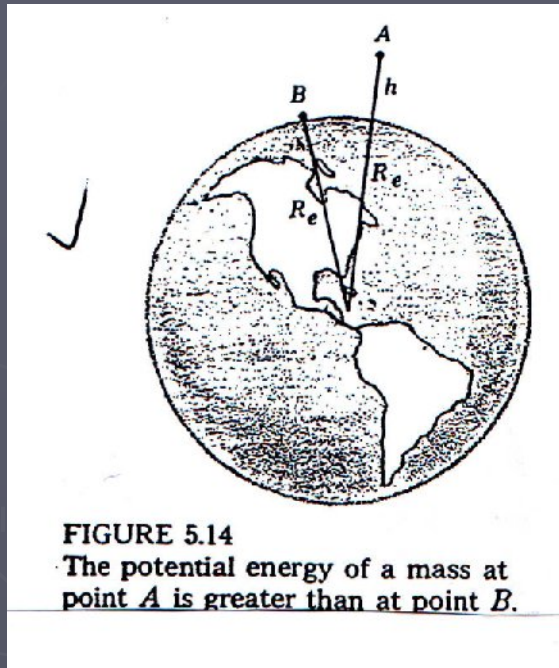 A
h
B
Re
Re
FIGURE 5.14
The potential energy of a mass at
point A is greater than at point B.